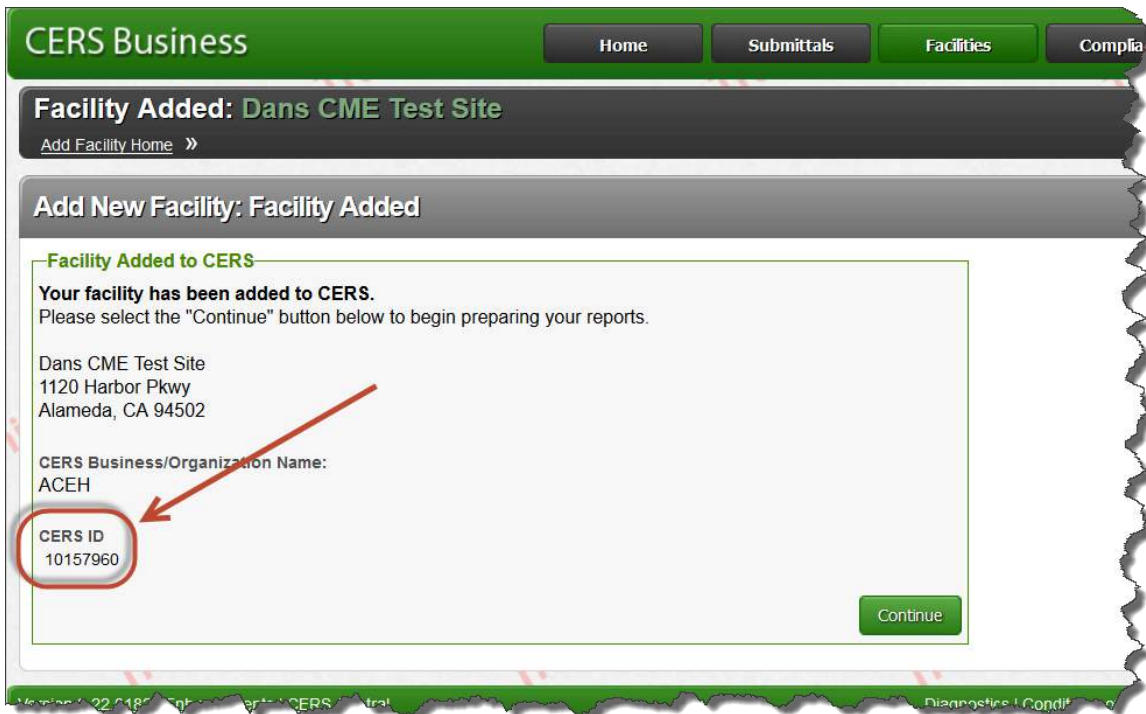 CERS Business
Home Submittals Facilities
Facility Added: Dans CME Test Site
Add Facility Home »
Add New Facility: Facility Added
Facility Added to CERS
Your facility has been added to CERS.
Please select the "Continue" button below to begin preparing your reports.
Dans CME Test Site
1120 Harbor Pkwy
Alameda, CA 94502
CERS Business/Organization Name:
ACEH
CERS ID
10157960
Continue
CERS
Diagnostics |